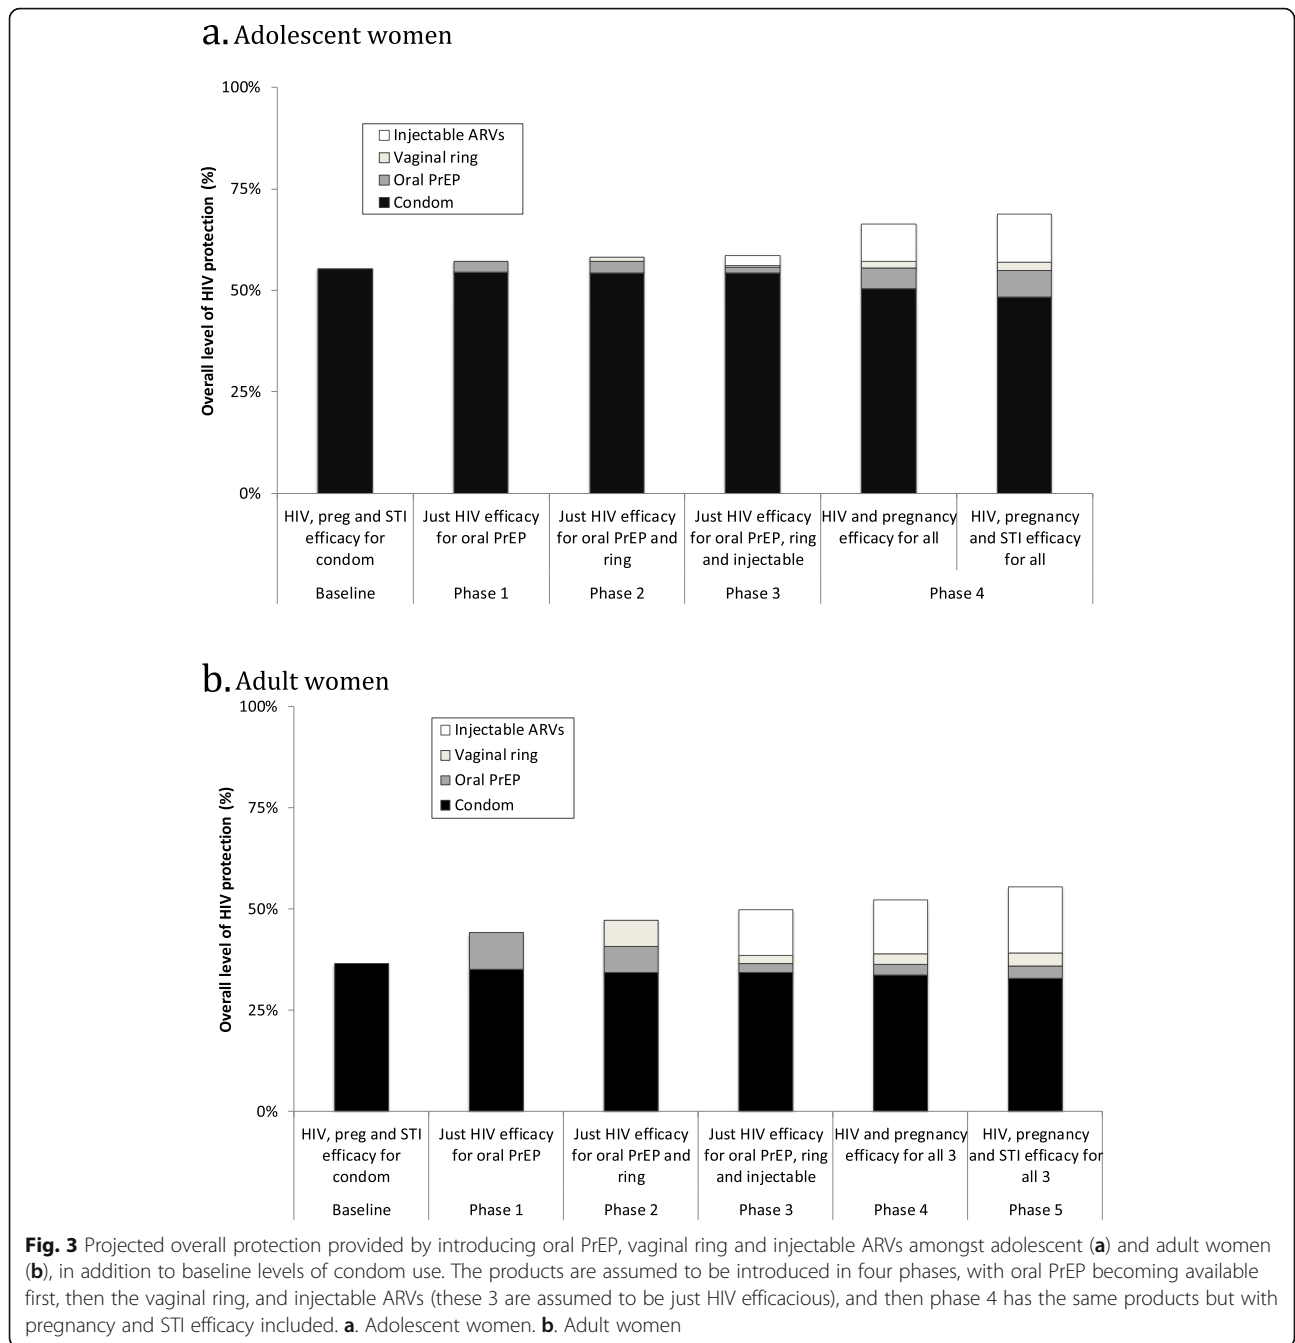 a. Adolescent women
100%
75%
50%
25%
0%
Overall level of HIV protection (%)
Injectable ARVs
Vaginal ring
Oral PrEP
Condom
HIV, preg and STI efficacy for condom
Just HIV efficacy for oral PrEP
Just HIV efficacy for oral PrEP and ring
Just HIV efficacy for oral PrEP, ring and injectable
HIV and pregnancy efficacy for all
HIV, pregnancy and STI efficacy for all
Baseline
Phase 1
Phase 2
Phase 3
Phase 4
b. Adult women
100%
75%
50%
25%
0%
Overall level of HIV protection (%)
Injectable ARVs
Vaginal ring
Oral PrEP
Condom
HIV, preg and STI efficacy for condom
Just HIV efficacy for oral PrEP
Just HIV efficacy for oral PrEP and ring
Just HIV efficacy for oral PrEP, ring and injectable
HIV and pregnancy efficacy for all 3
HIV, pregnancy and STI efficacy for all 3
Baseline
Phase 1
Phase 2
Phase 3
Phase 4
Phase 5
Fig. 3 Projected overall protection provided by introducing oral PrEP, vaginal ring and injectable ARVs amongst adolescent (a) and adult women
(b), in addition to baseline levels of condom use. The products are assumed to be introduced in four phases, with oral PrEP becoming available
first, then the vaginal ring, and injectable ARVs (these 3 are assumed to be just HIV efficacious), and then phase 4 has the same products but with
pregnancy and STI efficacy included. a. Adolescent women. b. Adult women